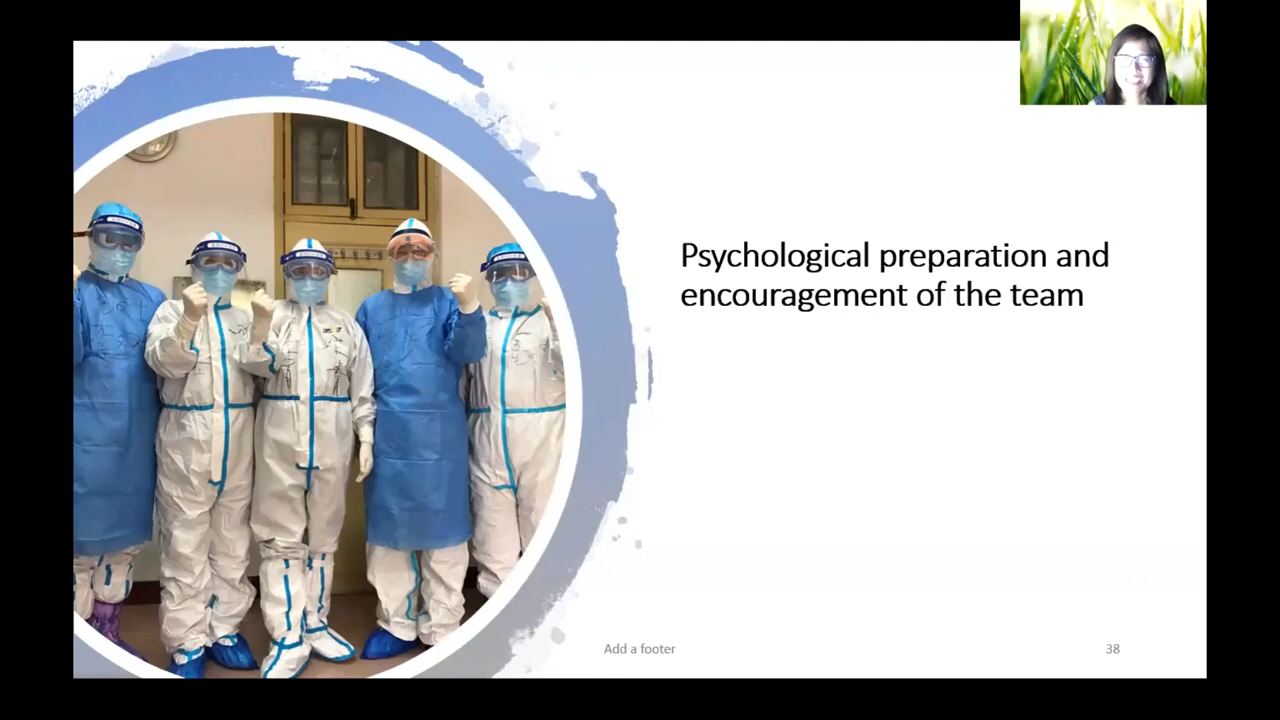 Psychological preparation and
encouragement of the team
Add a footer
38